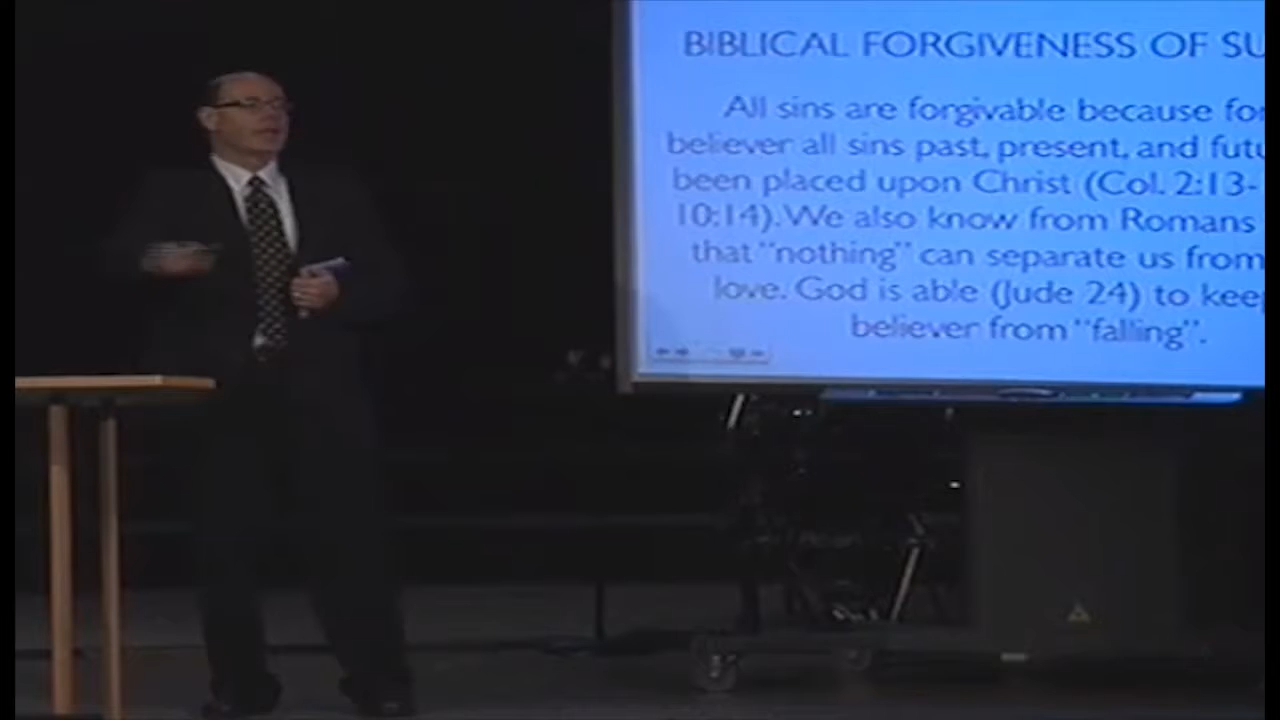 BIBLICAL FORGIVENESS OF SU
All sins are forgivable because for
believer all sins past, present, and futu
been placed upon Christ (Col. 2:13-
10:14). We also know from Romans
that "nothing" can separate us from
love. God is able (Jude 24) to keep
believer from "falling".